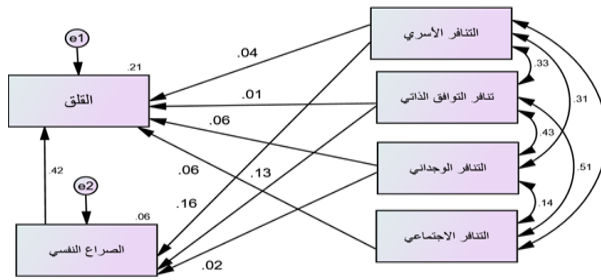 e1
.21
القلق
.04
.01
.06
.06
.16
.13
.02
.42
e2
.06
الصراع النفسي
التنافر الأسري
تنافر التوافق الذاتي
التنافر الوجداني
التنافر الاجتماعي
.33
.31
.43
.51
.14